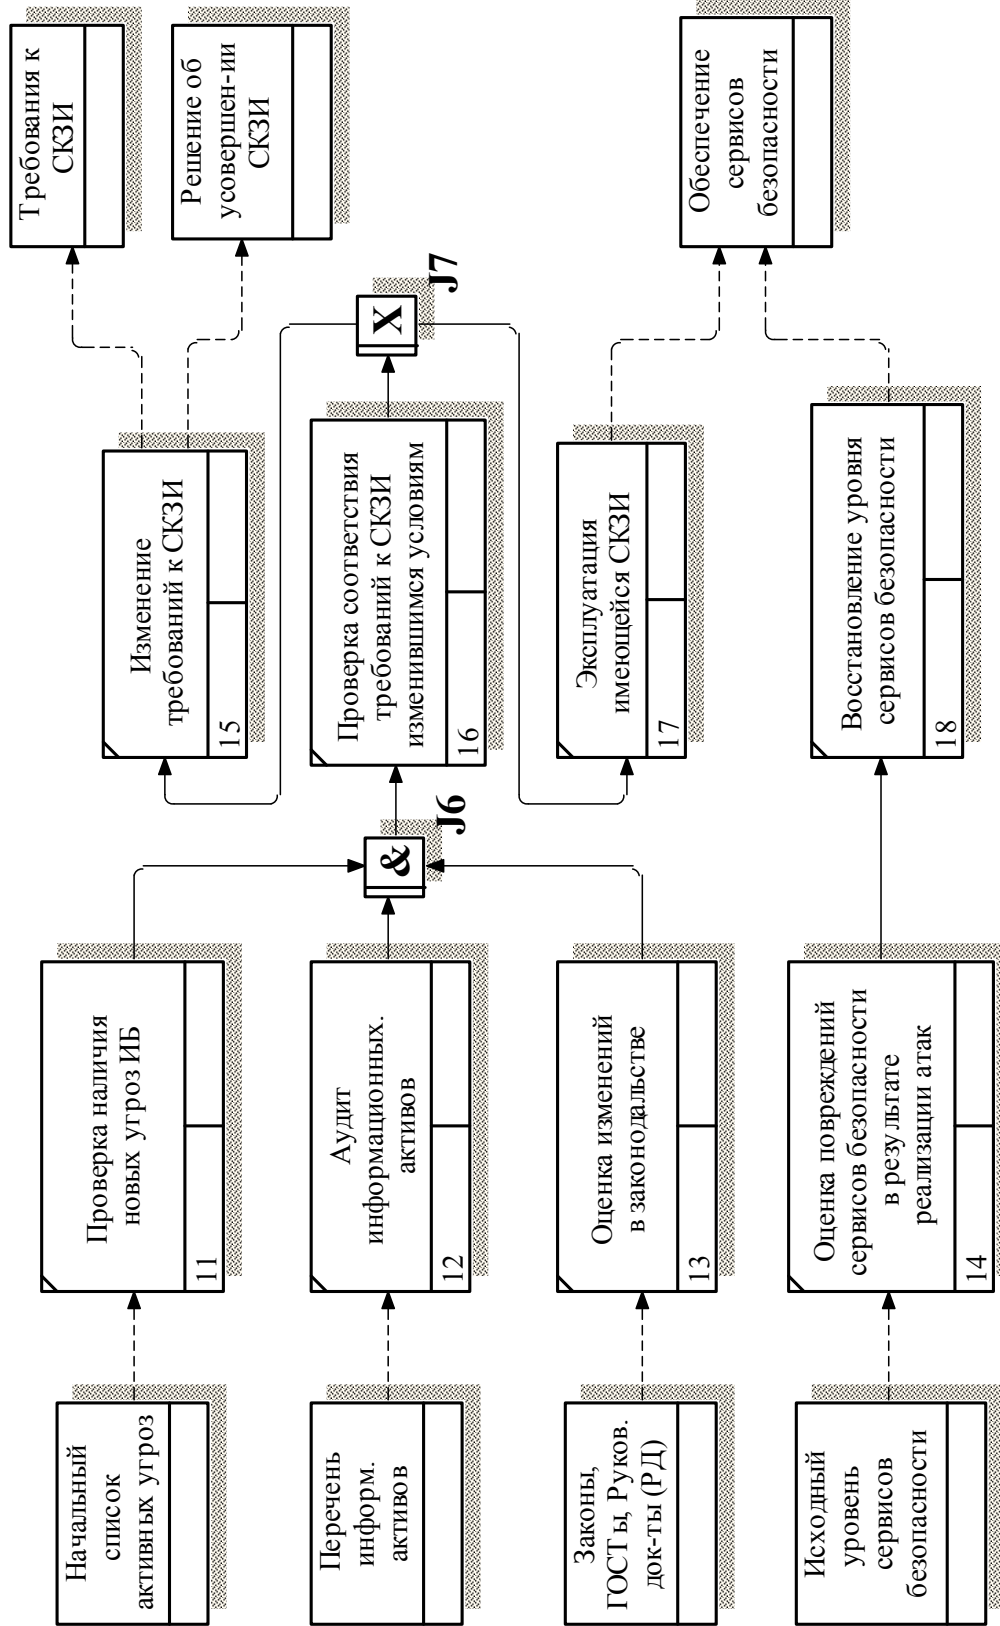 Начальный
список
активных угроз
Перечень
информ.
активов
Законы,
ГОСТы, Руков.
док-ты (РД)
Исходный
уровень
сервисов
безопасности
Проверка наличия
новых угроз ИБ
11
Аудит
информационных.
активов
12
Оценка изменений
в законодальстве
13
Оценка повреждений
сервисов безопасности
в результате
реализации атак
14
&
J6
Изменение
требований к СКЗИ
15
Проверка соответствия
требований к СКЗИ
изменившимся условиям
16
Эксплуатация
имеющейся СКЗИ
17
Восстановление уровня
сервисов безопасности
18
X
J7
Требования к
СКЗИ
Решение об
усовершен-ии
СКЗИ
Обеспечение
сервисов
безопасности